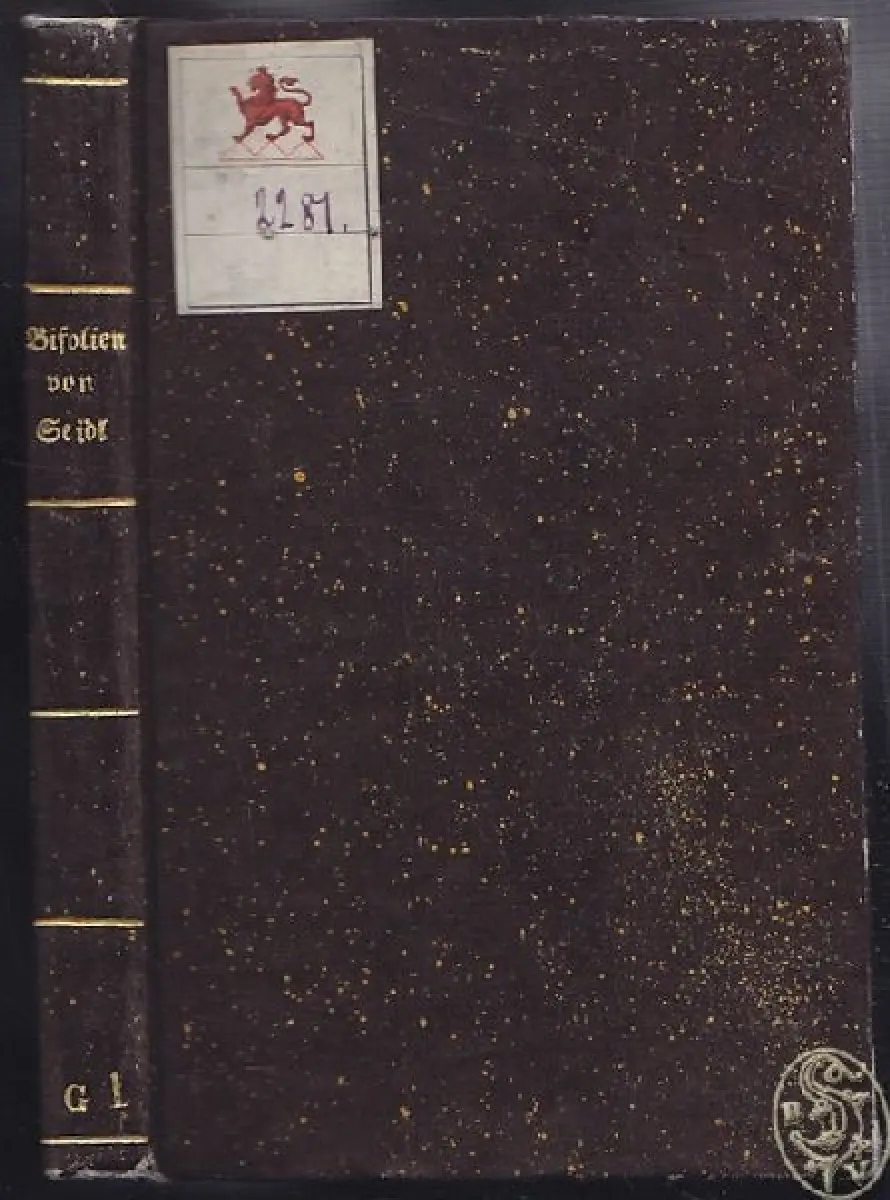 2281.
Bifolien
von
Seidl
G 1